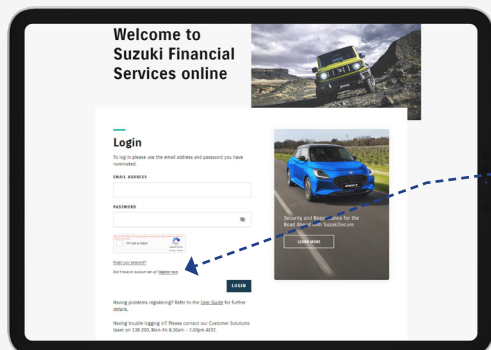 Welcome to
Suzuki Financial
Services online
Login
To log in please use the email address and password you have
nominated.
EMAIL ADDRESS
PASSWORD
I'm not a robot
Forgot your password?
Don't have an account set up? Register here
LOGIN
Having problems registering? Refer to the User Guide for further
details.
Having trouble logging in? Please contact our Customer Solutions
team on
Mon-Fri 8.30am - 7.00pm AEST.
Security and Reassurance for the
Road Ahead with SuzukiSecure
LEARN MORE